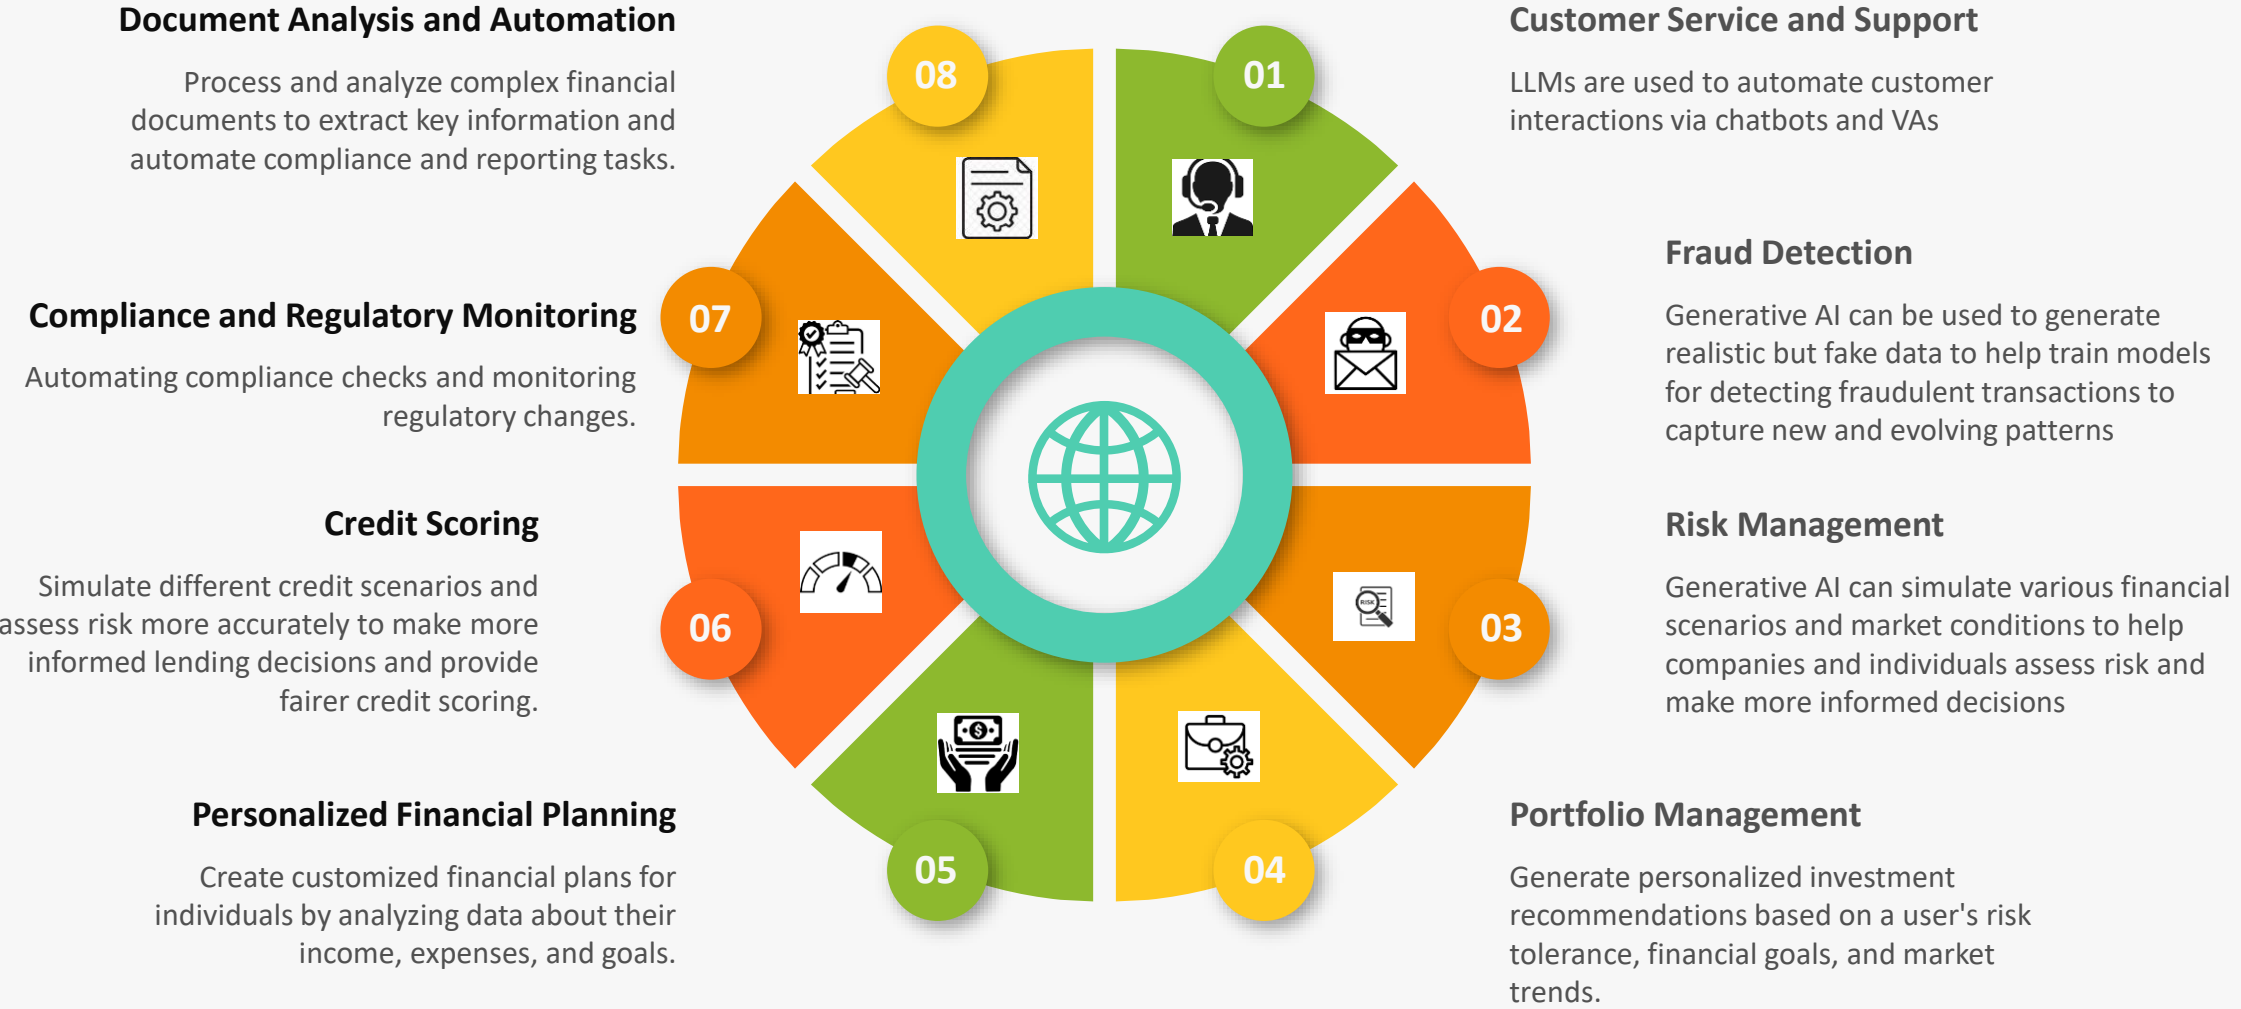 Customer Service and Support
LLMs are used to automate customer
interactions via chatbots and VAs
01
Fraud Detection
Generative AI can be used to generate
realistic but fake data to help train models
for detecting fraudulent transactions to
capture new and evolving patterns
02
Risk Management
Generative AI can simulate various financial
scenarios and market conditions to help
companies and individuals assess risk and
make more informed decisions
03
RISK
Portfolio Management
Generate personalized investment
recommendations based on a user's risk
tolerance, financial goals, and market
trends.
04
Personalized Financial Planning
Create customized financial plans for
individuals by analyzing data about their
income, expenses, and goals.
05
$
Credit Scoring
Simulate different credit scenarios and
assess risk more accurately to make more
informed lending decisions and provide
fairer credit scoring.
06
Compliance and Regulatory Monitoring
Automating compliance checks and monitoring
regulatory changes.
07
Document Analysis and Automation
Process and analyze complex financial
documents to extract key information and
automate compliance and reporting tasks.
08